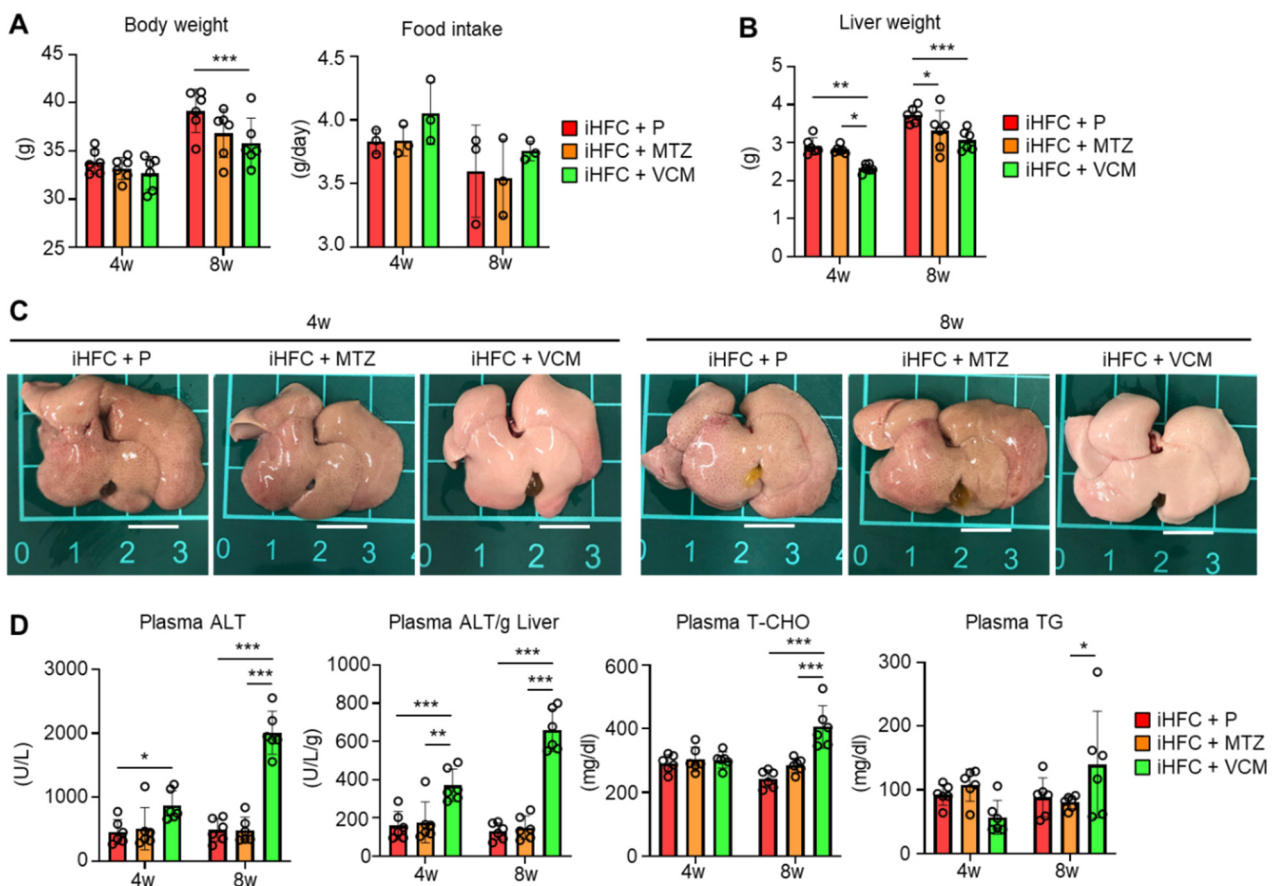 A
Body weight
(g)
45
40
35
30
25
***
4w
8w
Food intake
(g/day)
4.5
4.0
3.5
3.0
4w
8w
iHFC + P
iHFC + MTZ
iHFC + VCM
B
Liver weight
(g)
5
4
3
2
1
0
**
*
*
***
4w
8w
iHFC + P
iHFC + MTZ
iHFC + VCM
C
4w
8w
iHFC + P
iHFC + MTZ
iHFC + VCM
iHFC + P
iHFC + MTZ
iHFC + VCM
0 1 2 3
0 1 2 3
0 1 2 3
0 1 2 3 4
0 1 2 3
0 1 2 3
D
Plasma ALT
(U/L)
3000
2000
1000
0
*
***
***
4w
8w
Plasma ALT/g Liver
(U/L/g)
1000
800
600
400
200
0
***
**
***
***
4w
8w
Plasma T-CHO
(mg/dl)
600
400
200
0
***
***
4w
8w
Plasma TG
(mg/dl)
300
200
100
0
*
4w
8w
iHFC + P
iHFC + MTZ
iHFC + VCM